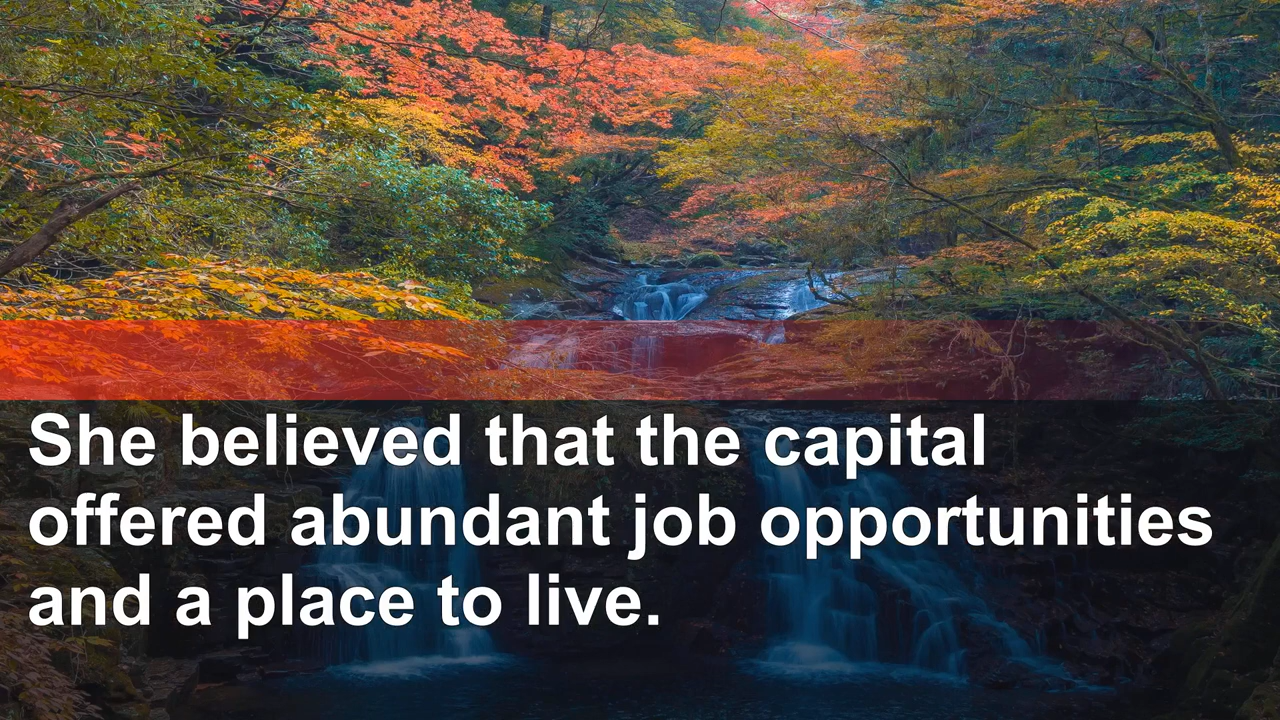 She believed that the capital
offered abundant job opportunities
and a place to live.